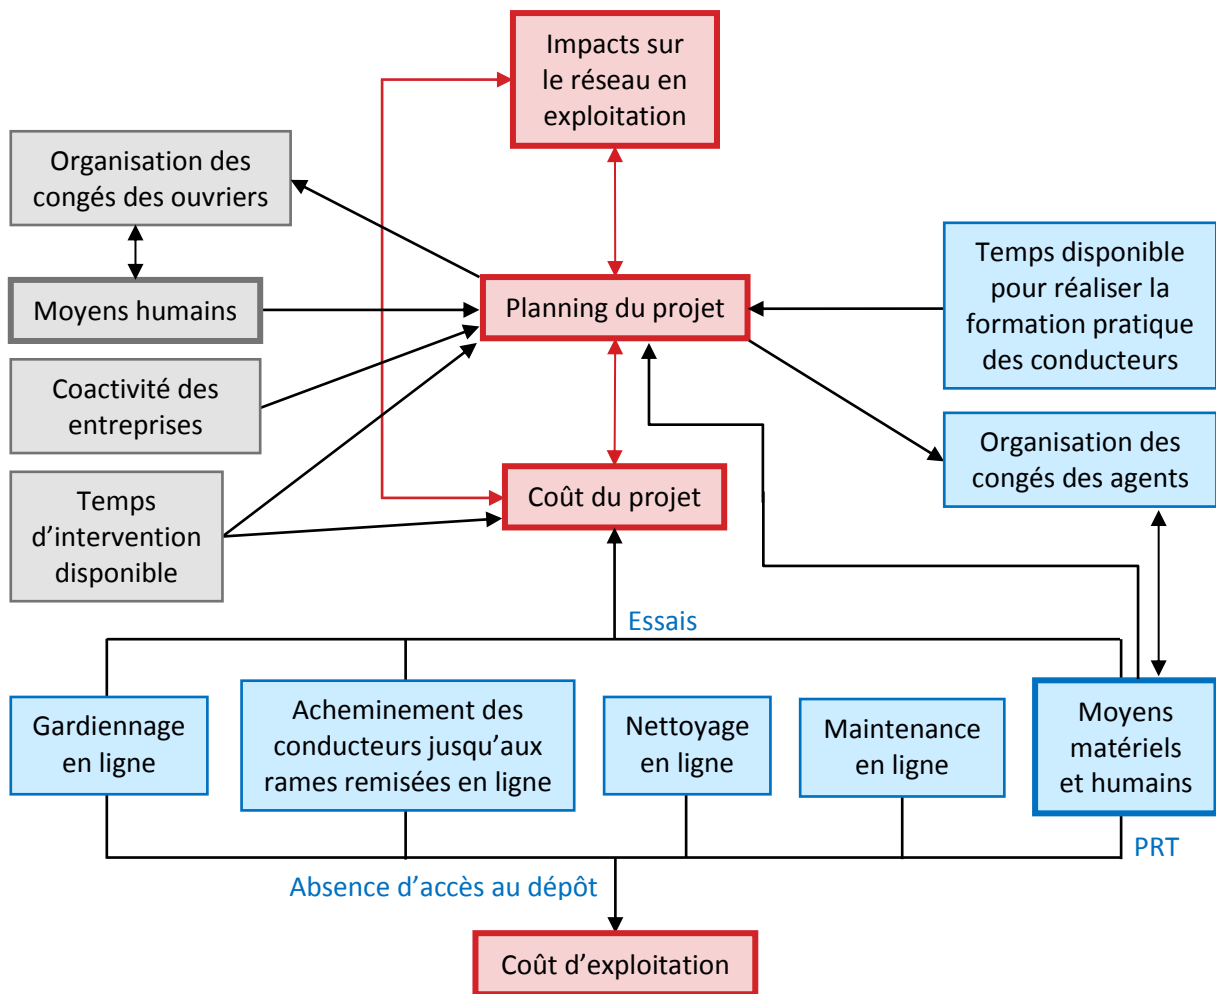 Impacts sur
le réseau en
exploitation
Organisation des
congés des ouvriers
Moyens humains
Planning du projet
Temps disponible
pour réaliser la
formation pratique
des conducteurs
Coactivité des
entreprises
Organisation des
congés des agents
Temps
d’intervention
disponible
Coût du projet
Essais
Gardiennage
en ligne
Acheminement des
conducteurs jusqu’aux
rames remisées en ligne
Nettoyage
en ligne
Maintenance
en ligne
Moyens
matériels
et humains
PRT
Absence d’accès au dépôt
Coût d’exploitation